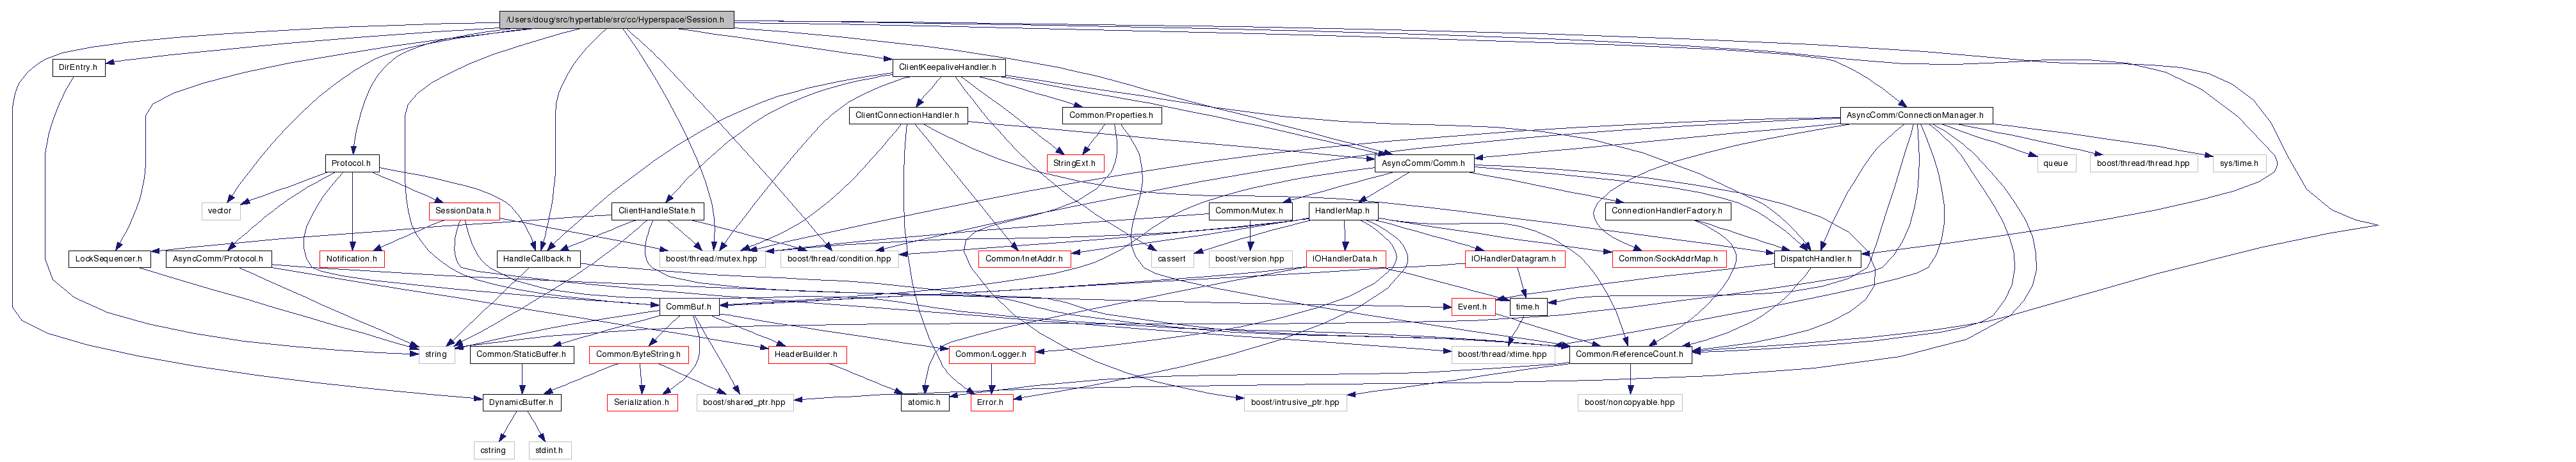 /Users/doug/src/hypertable/src/cc/Hyperspace/Session.h
DirEntry.h
ClientKeepaliveHandler.h
ClientConnectionHandler.h
Common/Properties.h
AsyncComm/ConnectionManager.h
Protocol.h
StringExt.h
AsyncComm/Comm.h
queue
boost/thread/thread.hpp
sys/time.h
vector
SessionData.h
ClientHandleState.h
Common/Mutex.h
HandlerMap.h
ConnectionHandlerFactory.h
LockSequencer.h
AsyncComm/Protocol.h
Notification.h
HandleCallback.h
boost/thread/mutex.hpp
boost/thread/condition.hpp
Common/InetAddr.h
cassert
boost/version.hpp
IOHandlerData.h
IOHandlerDatagram.h
Common/SockAddrMap.h
DispatchHandler.h
CommBuf.h
Event.h
time.h
string
Common/StaticBuffer.h
Common/ByteString.h
HeaderBuilder.h
Common/Logger.h
boost/thread/xtime.hpp
Common/ReferenceCount.h
DynamicBuffer.h
Serialization.h
boost/shared_ptr.hpp
atomic.h
Error.h
boost/intrusive_ptr.hpp
boost/noncopyable.hpp
cstring
stdint.h